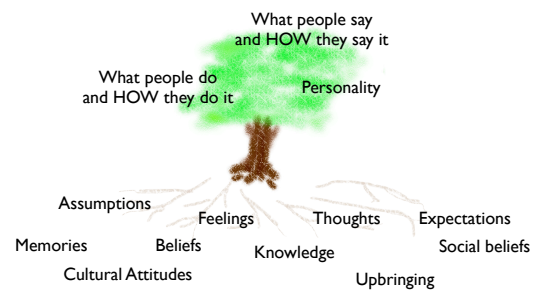 What people say
and HOW they say it
What people do
and HOW they do it
Personality
Assumptions
Feelings
Thoughts
Expectations
Memories
Beliefs
Knowledge
Social beliefs
Cultural Attitudes
Upbringing